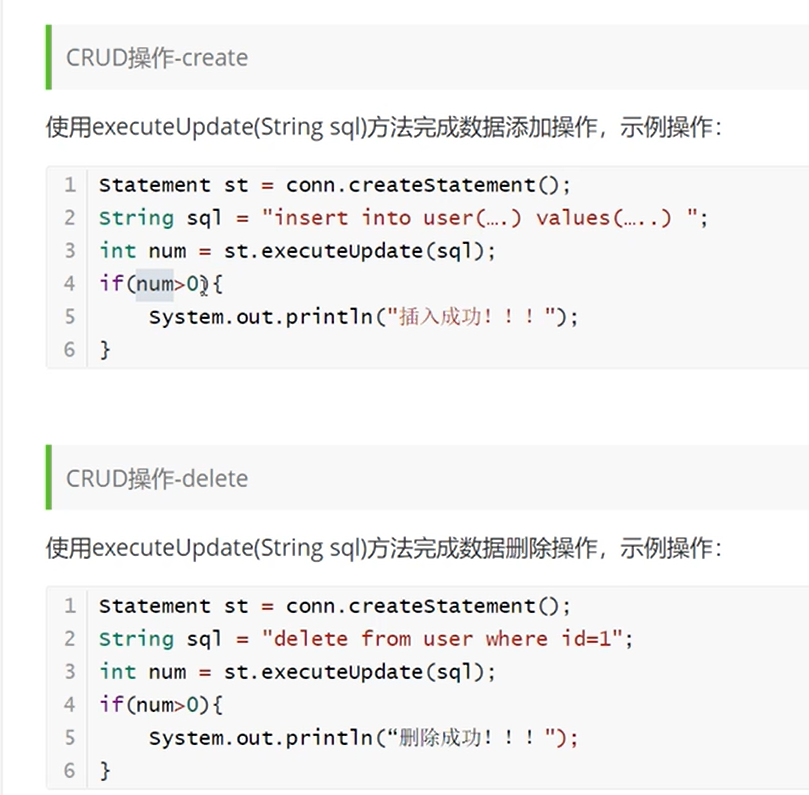 CRUD操作-create
使用executeUpdate(String sql)方法完成数据添加操作，示例操作：
1 Statement st = conn.createStatement();
2 String sql = "insert into user(….) values(…..) ";
3 int num = st.executeUpdate(sql);
4 if(num>0){
5     System.out.println("插入成功！！！");
6 }
CRUD操作-delete
使用executeUpdate(String sql)方法完成数据删除操作，示例操作：
1 Statement st = conn.createStatement();
2 String sql = "delete from user where id=1";
3 int num = st.executeUpdate(sql);
4 if(num>0){
5     System.out.println(“删除成功！！！");
6 }